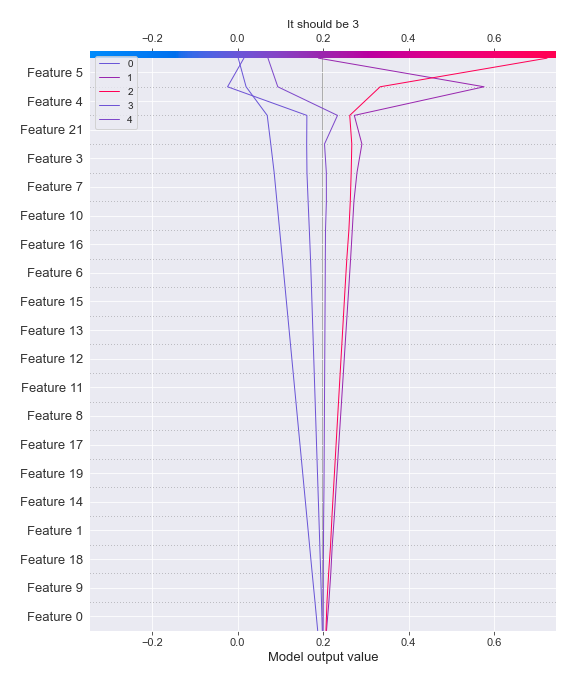 It should be 3
−0.2 0.0 0.2 0.4 0.6
0
1
2
3
4
Feature 5
Feature 4
Feature 21
Feature 3
Feature 7
Feature 10
Feature 16
Feature 6
Feature 15
Feature 13
Feature 12
Feature 11
Feature 8
Feature 17
Feature 19
Feature 14
Feature 1
Feature 18
Feature 9
Feature 0
−0.2 0.0 0.2 0.4 0.6
Model output value